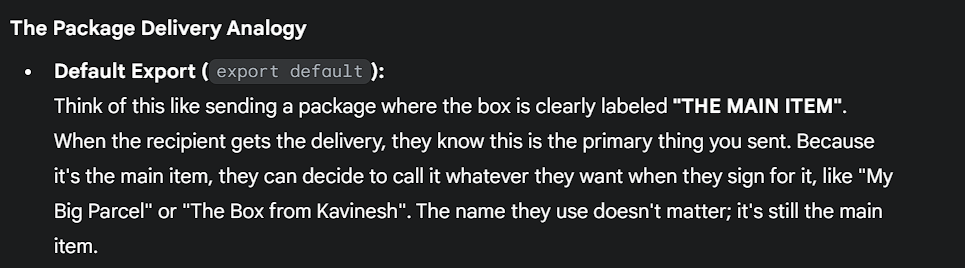 The Package Delivery Analogy
• Default Export (export default):
Think of this like sending a package where the box is clearly labeled "THE MAIN ITEM".
When the recipient gets the delivery, they know this is the primary thing you sent. Because
it's the main item, they can decide to call it whatever they want when they sign for it, like "My
Big Parcel" or "The Box from Kavinesh". The name they use doesn't matter; it's still the main
item.